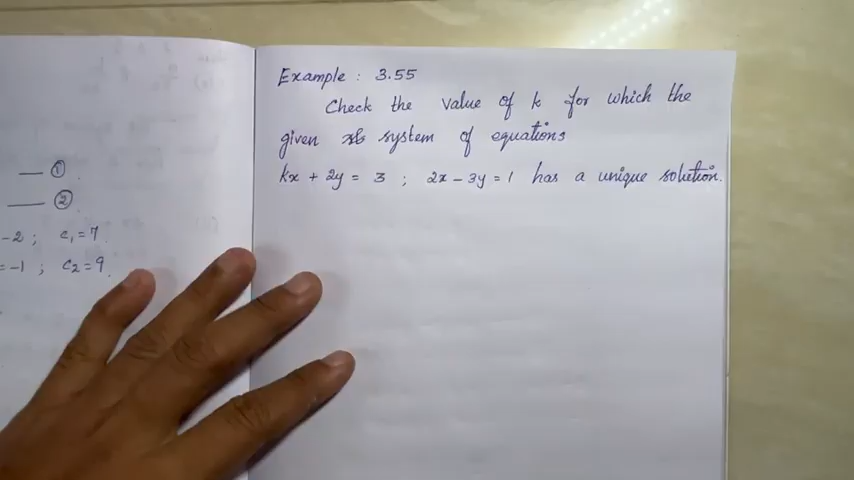 Example : 3.55
Check the value of k for which the
given system of equations
kx + 2y = 3 ; 2x - 3y = 1 has a unique solution.
— ①
— ②
-2 ; c₁ = 7
= -1 ; c₂ = 9.